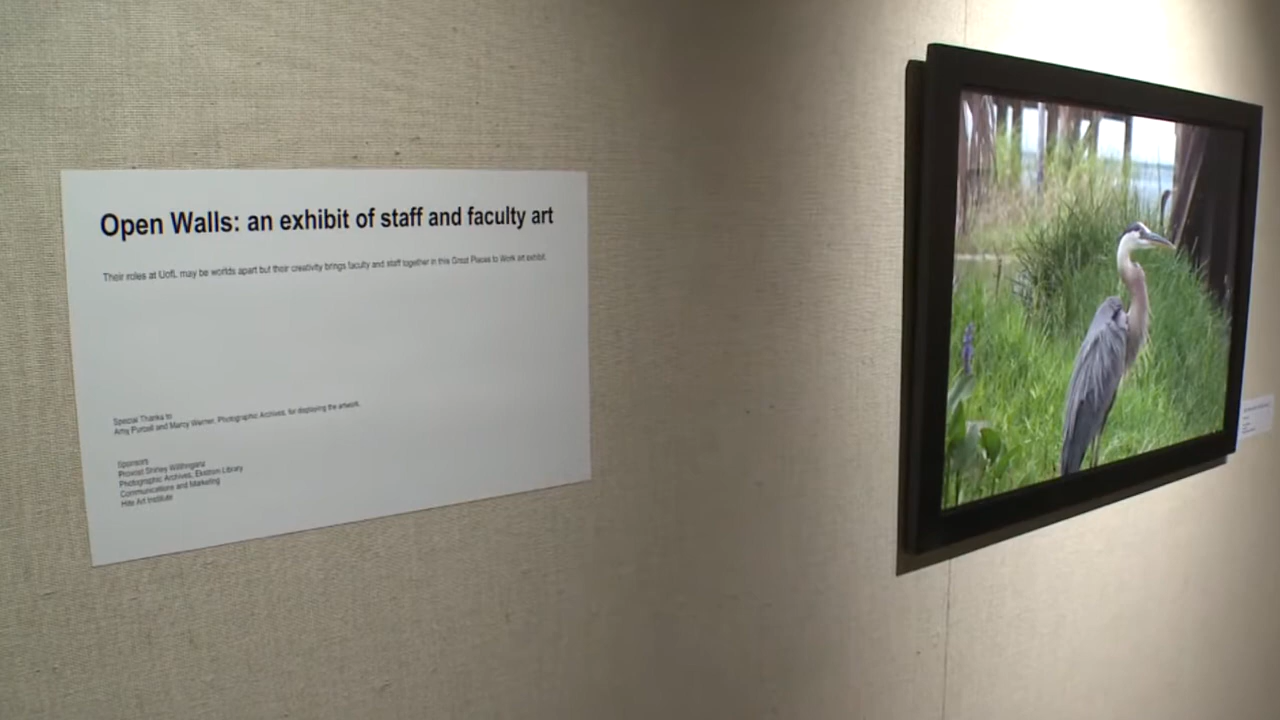 Open Walls: an exhibit of staff and faculty art
Their roles at UofL may be worlds apart but their creativity brings faculty and staff together in this Great Places to Work art exhibit.
Special Thanks to
Amy Purcell and Marcy Werner, Photographic Archives, for displaying the artwork.
Sponsors
Provost Shirley Willihnganz
Photographic Archives, Ekstrom Library
Communications and Marketing
Hite Art Institute